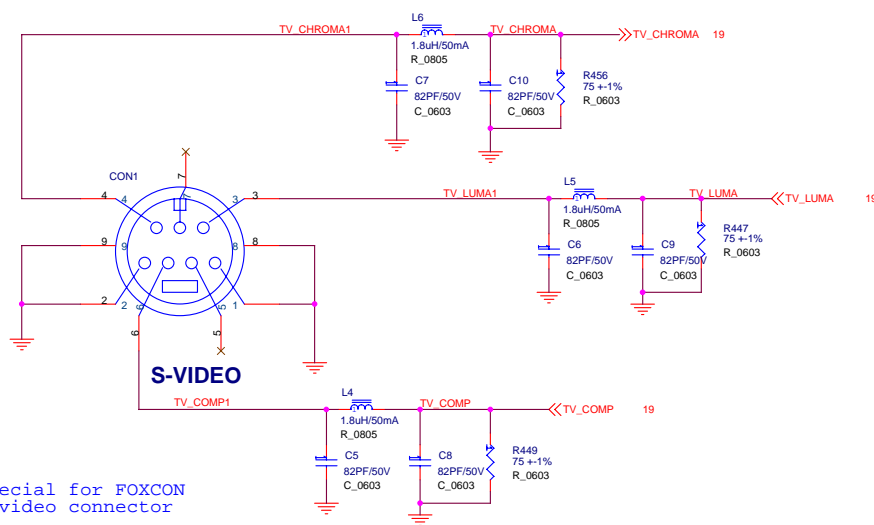 L6
TV_CHROMA1
TV_CHROMA
TV_CHROMA 19
1.8uH/50mA
R_0805
C7
82PF/50V
C_0603
C10
82PF/50V
C_0603
R456
75 +-1%
R_0603
CON1
7
7
4
4
3
3
9
9
8
8
2
2
1
1
6
6
5
5
S-VIDEO
TV_LUMA1
L5
TV_LUMA
TV_LUMA 19
1.8uH/50mA
R_0805
C6
82PF/50V
C_0603
C9
82PF/50V
C_0603
R447
75 +-1%
R_0603
TV_COMP1
L4
TV_COMP
TV_COMP 19
1.8uH/50mA
R_0805
C5
82PF/50V
C_0603
C8
82PF/50V
C_0603
R449
75 +-1%
R_0603
ecial for FOXCON
video connector